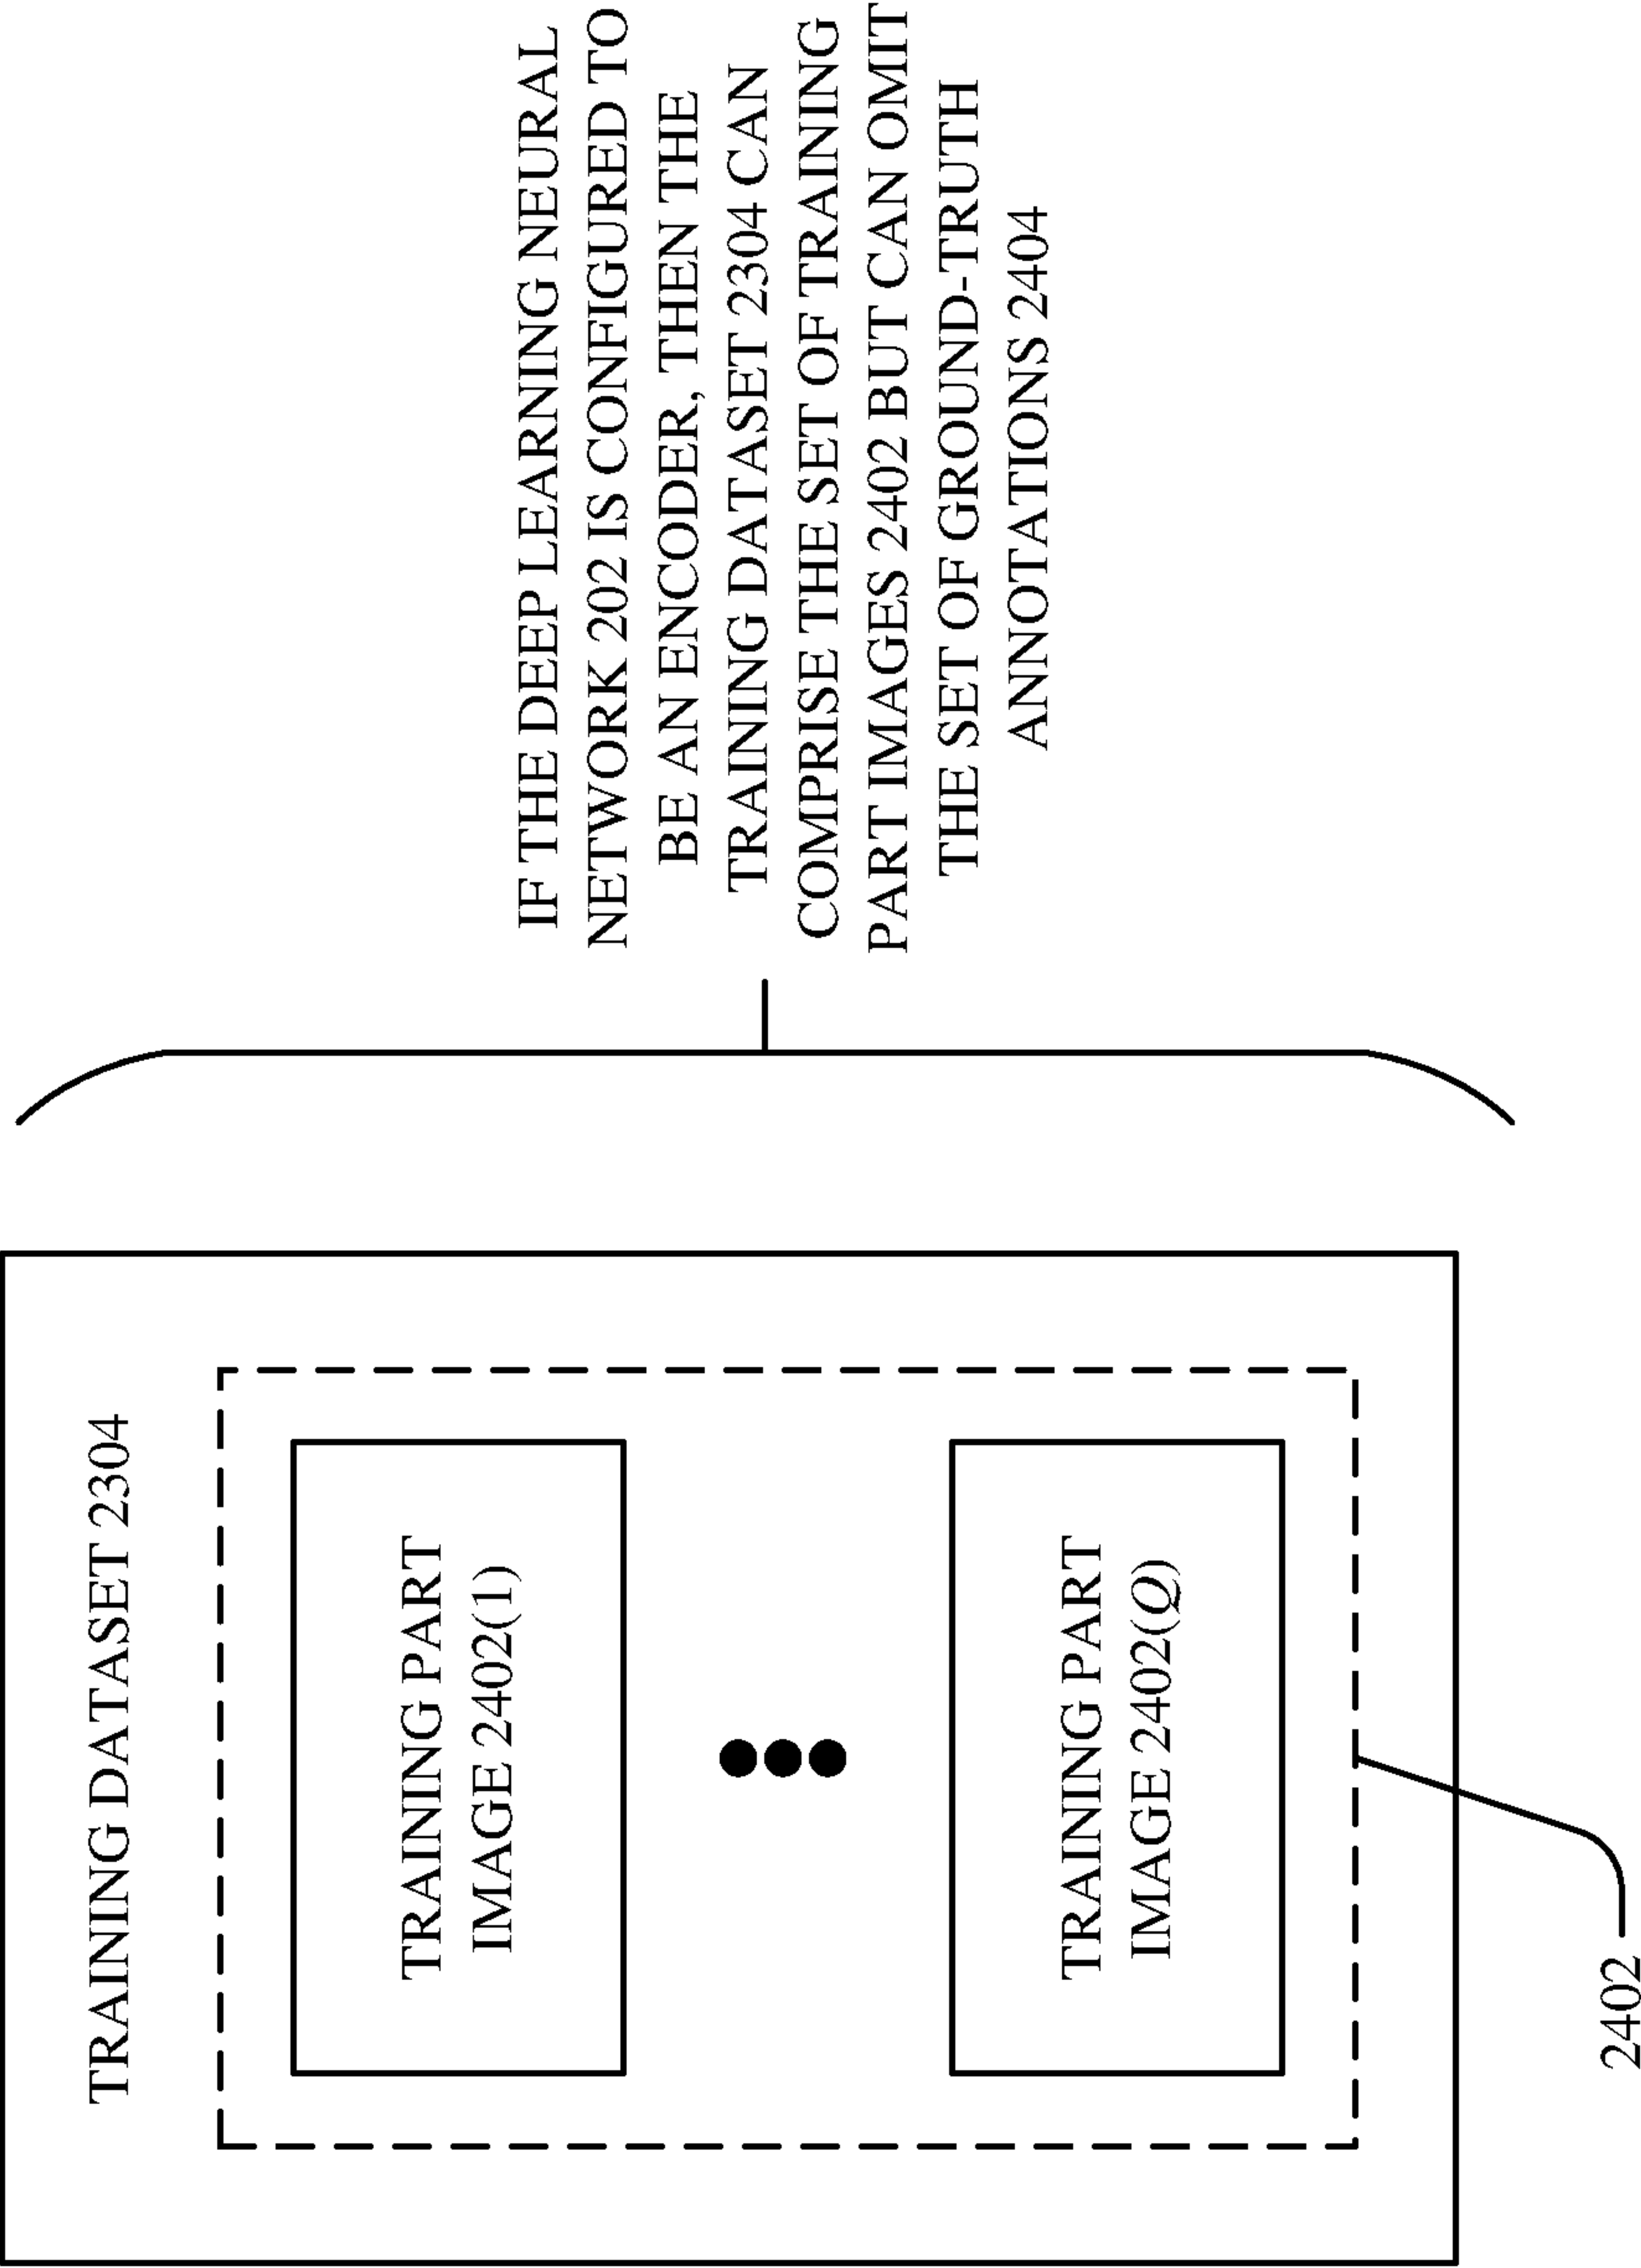 TRAINING DATASET 2304
TRAINING PART
IMAGE 2402(1)
TRAINING PART
IMAGE 2402(Q)
2402
IF THE DEEP LEARNING NEURAL
NETWORK 202 IS CONFIGURED TO
BE AN ENCODER, THEN THE
TRAINING DATASET 2304 CAN
COMPRISE THE SET OF TRAINING
PART IMAGES 2402 BUT CAN OMIT
THE SET OF GROUND-TRUTH
ANNOTATIONS 2404